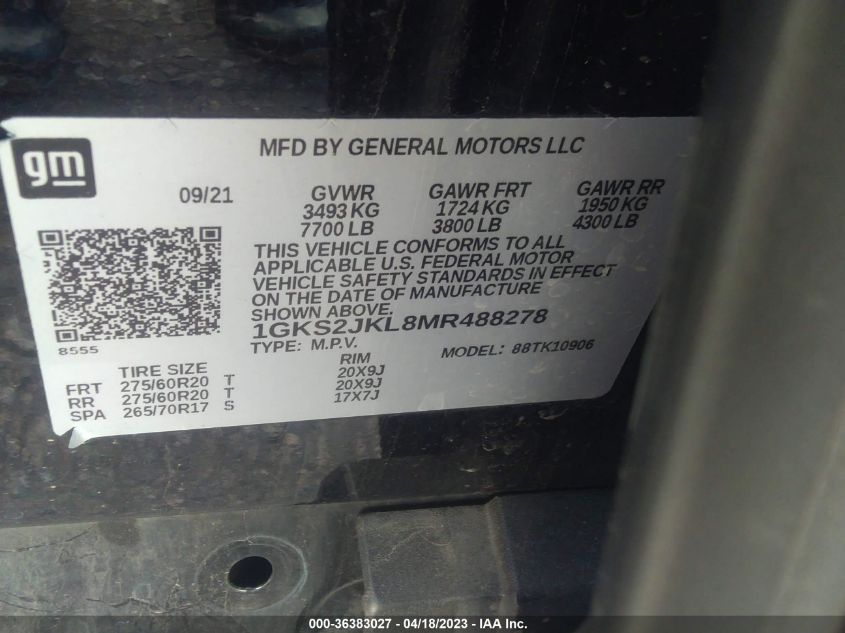 gm
MFD BY GENERAL MOTORS LLC
09/21
GVWR GAWR FRT GAWR RR
3493 KG 1724 KG 1950 KG
7700 LB 3800 LB 4300 LB
THIS VEHICLE CONFORMS TO ALL
APPLICABLE U.S. FEDERAL MOTOR
VEHICLE SAFETY STANDARDS IN EFFECT
ON THE DATE OF MANUFACTURE
SHOWN ABOVE.
1GKS2JKL8MR488278
8555
TYPE: M.P.V. MODEL: 88TK10906
TIRE SIZE RIM
FRT 275/60R20 T 20X9J
RR 275/60R20 T 20X9J
SPA 265/70R17 S 17X7J
000-36383027 - 04/18/2023 - IAA Inc.